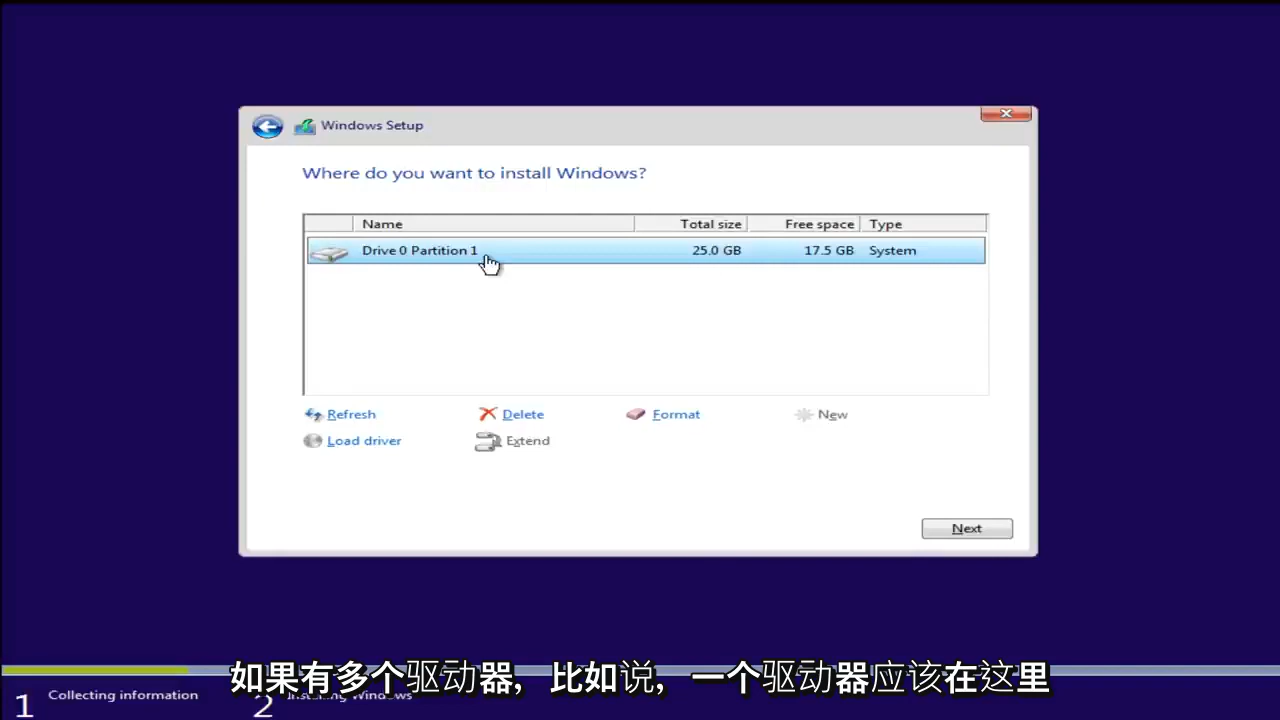 Windows Setup
Where do you want to install Windows?
Name Total size Free space Type
Drive 0 Partition 1 25.0 GB 17.5 GB System
Refresh Delete Format New
Load driver Extend
Next
如果有多个驱动器, 比如说, 一个驱动器应该在这里
1 Collecting information 2 Installing Windows